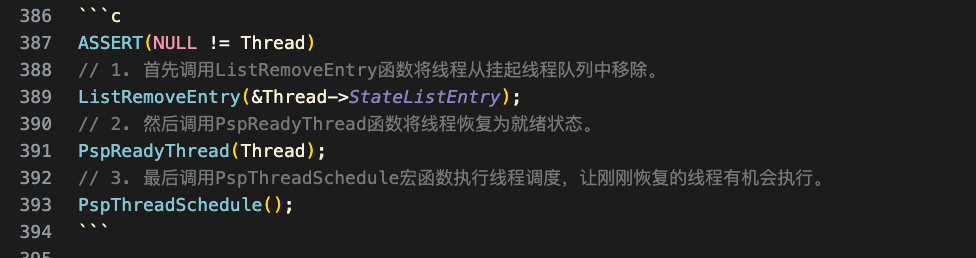 386 ```c
387 ASSERT(NULL != Thread)
388 // 1. 首先调用ListRemoveEntry函数将线程从挂起线程队列中移除。
389 ListRemoveEntry(&Thread->StateListEntry);
390 // 2. 然后调用PspReadyThread函数将线程恢复为就绪状态。
391 PspReadyThread(Thread);
392 // 3. 最后调用PspThreadSchedule宏函数执行线程调度，让刚刚恢复的线程有机会执行。
393 PspThreadSchedule();
394 ```